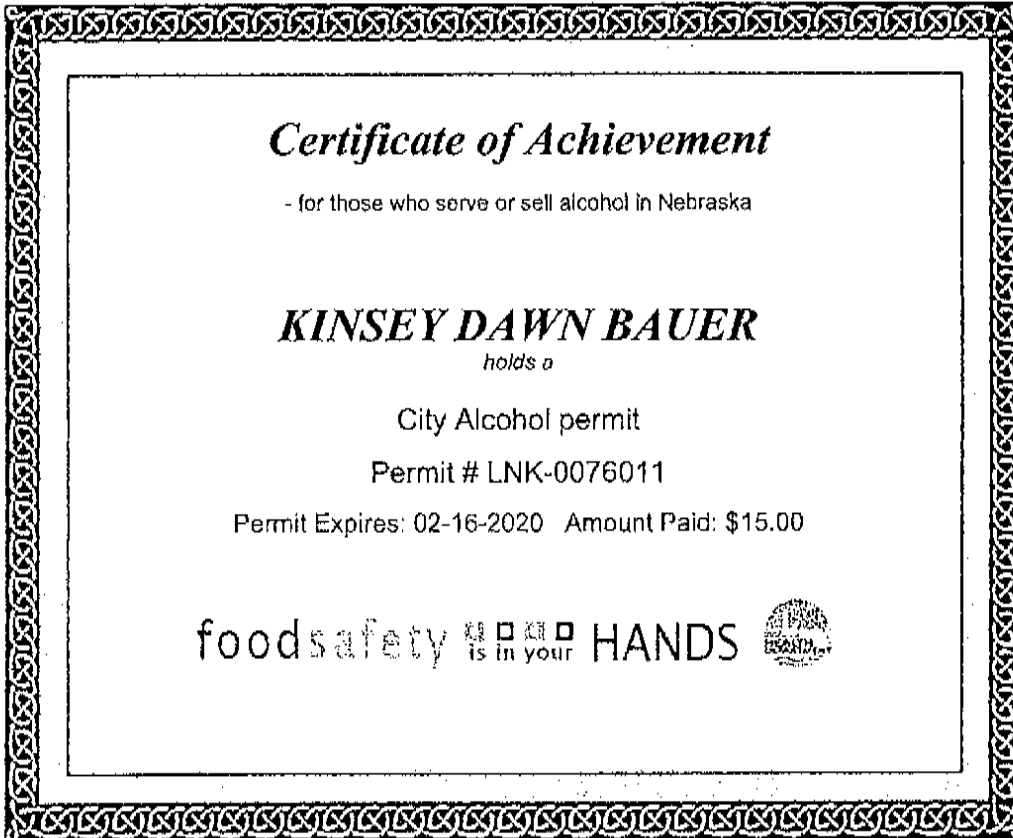 Certificate of Achievement
- for those who serve or sell alcohol in Nebraska
KINSEY DAWN BAUER
holds a
City Alcohol permit
Permit # LNK-0076011
Permit Expires: 02-16-2020 Amount Paid: $15.00
foodsafety is in your HANDS